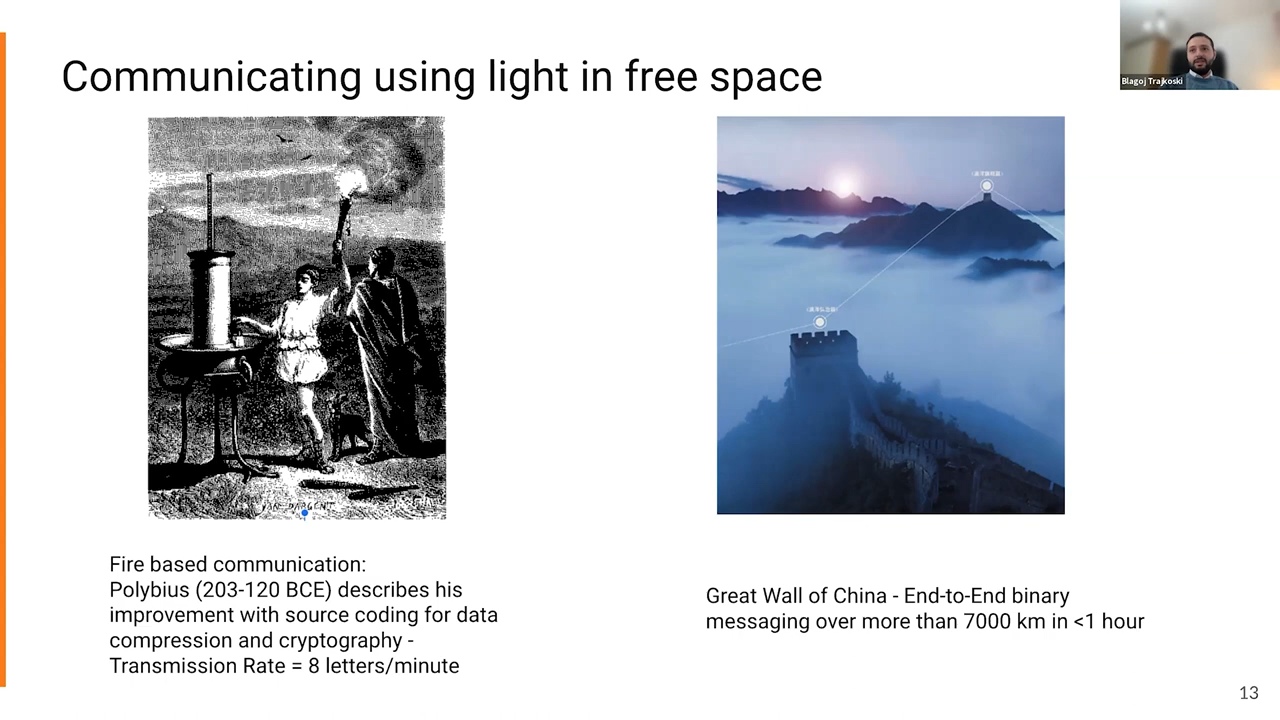 Communicating using light in free space
Blagoj Trajkoski
Fire based communication:
Polybius (203-120 BCE) describes his
improvement with source coding for data
compression and cryptography -
Transmission Rate = 8 letters/minute
Great Wall of China - End-to-End binary
messaging over more than 7000 km in <1 hour
13